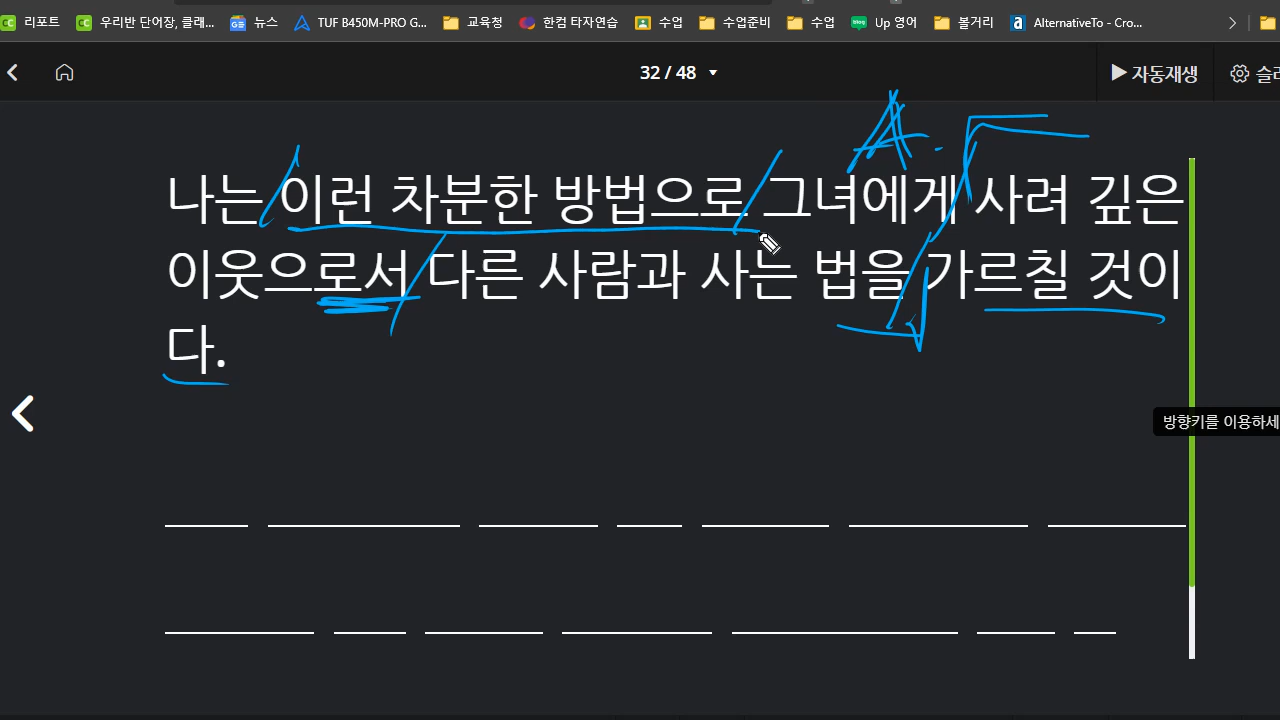 리포트 우리반 단어장, 클래... 뉴스 TUF B450M-PRO G... 교육청 한컴 타자연습 수업 수업준비 수업 Up 영어 볼거리 AlternativeTo - Cro...
32 / 48 자동재생
나는 이런 차분한 방법으로 그녀에게 사려 깊은
이웃으로서 다른 사람과 사는 법을 가르칠 것이
다.
방향키를 이용하세